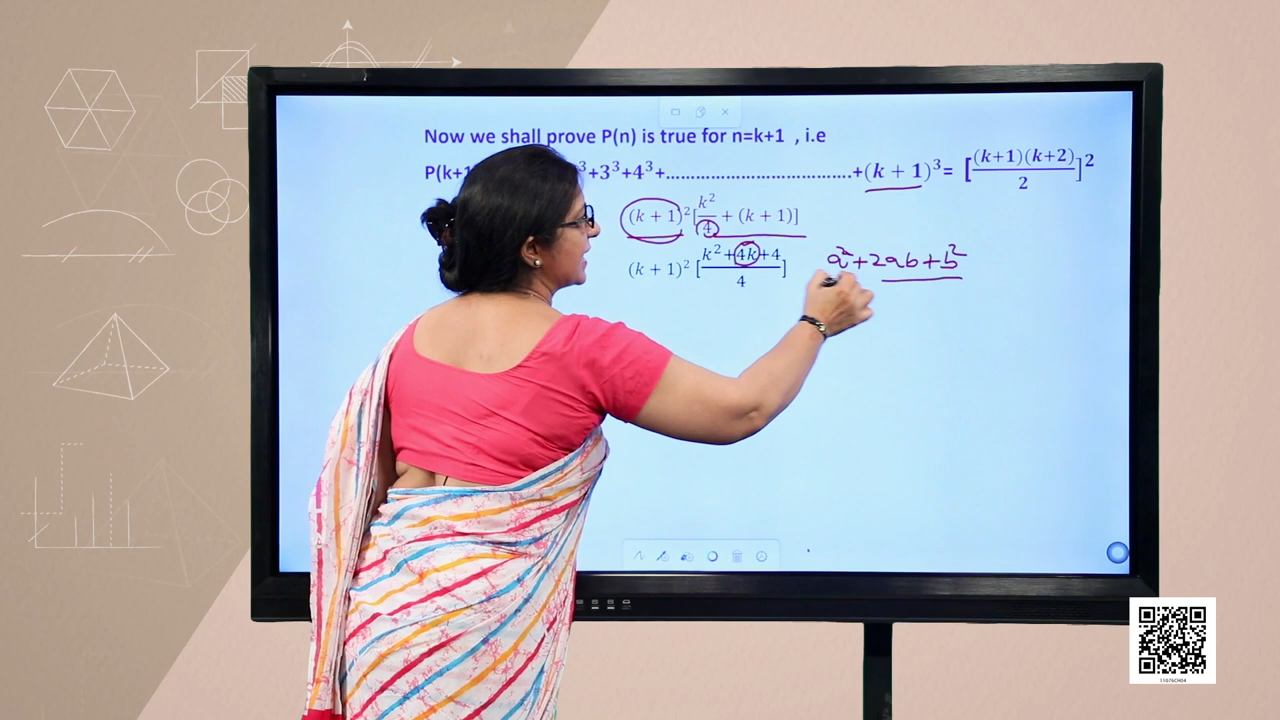 Now we shall prove P(n) is true for n=k+1 , i.e
P(k+1 ³+3³+4³+.....................................+(k + 1)³= [(k+1)(k+2)/2]²
(k + 1)²[k²/4 + (k + 1)]
(k + 1)² [k²+4k+4/4] a²+2ab+b²
11076CH04